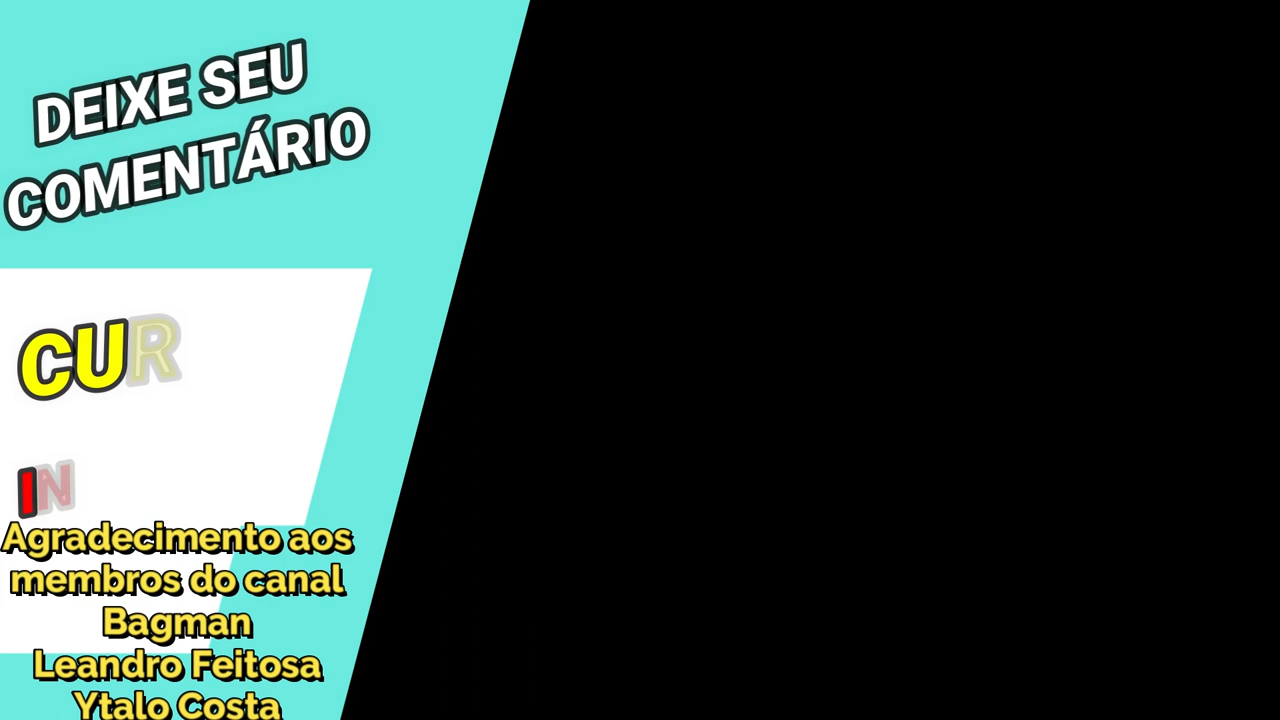 DEIXE SEU
COMENTÁRIO
CUR
IN
Agradecimento aos
membros do canal
Bagman
Leandro Feitosa
Ytalo Costa